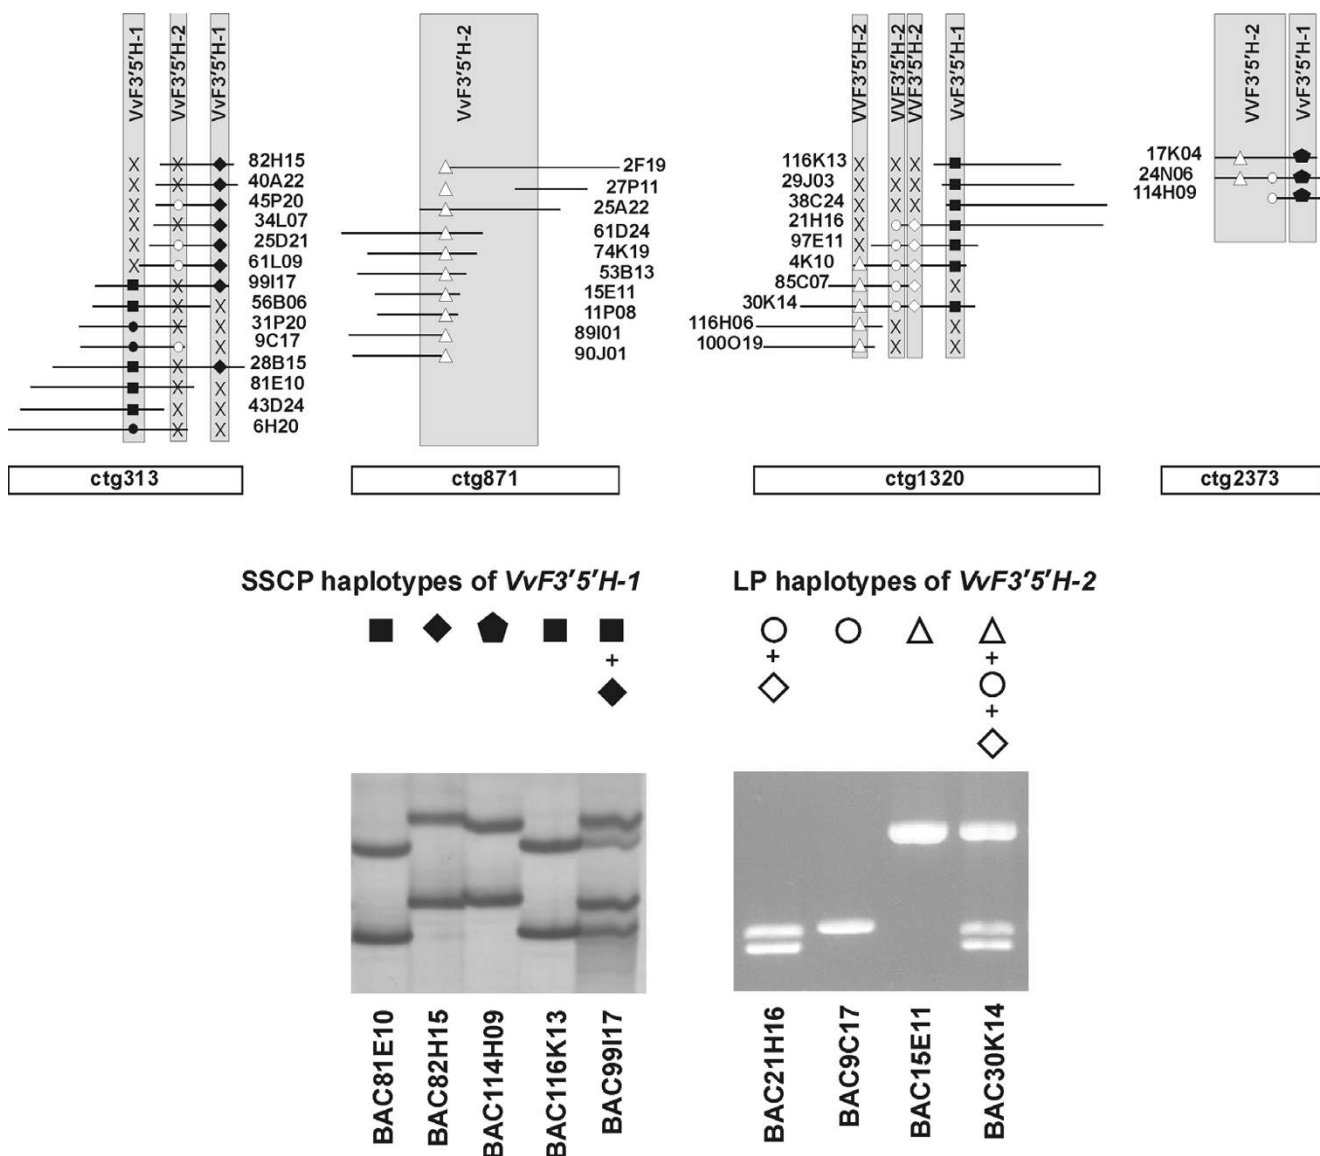 VvF3'5'H-1
VvF3'5'H-2
VvF3'5'H-1
X X 82H15
X X 40A22
X 45P20
X X 34L07
X 25D21
X 61L09
X 99I17
X X 56B06
X X 31P20
X 9C17
X 28B15
X X 81E10
X X 43D24
X X 6H20
ctg313
VvF3'5'H-2
2F19
27P11
25A22
61D24
74K19
53B13
15E11
11P08
89I01
90J01
ctg871
VVF3'5'H-2
VVF3'5'H-2
VVF3'5'H-2
VvF3'5'H-1
116K13 X X X
29J03 X X X
38C24 X X X
21H16 X
97E11 X
4K10
85C07 X
30K14
116H06 X X
100O19 X X
ctg1320
VVF3'5'H-2
VvF3'5'H-1
17K04
24N06
114H09
ctg2373
SSCP haplotypes of VvF3'5'H-1
+
BAC81E10
BAC82H15
BAC114H09
BAC116K13
BAC99I17
LP haplotypes of VvF3'5'H-2
+
+
+
BAC21H16
BAC9C17
BAC15E11
BAC30K14